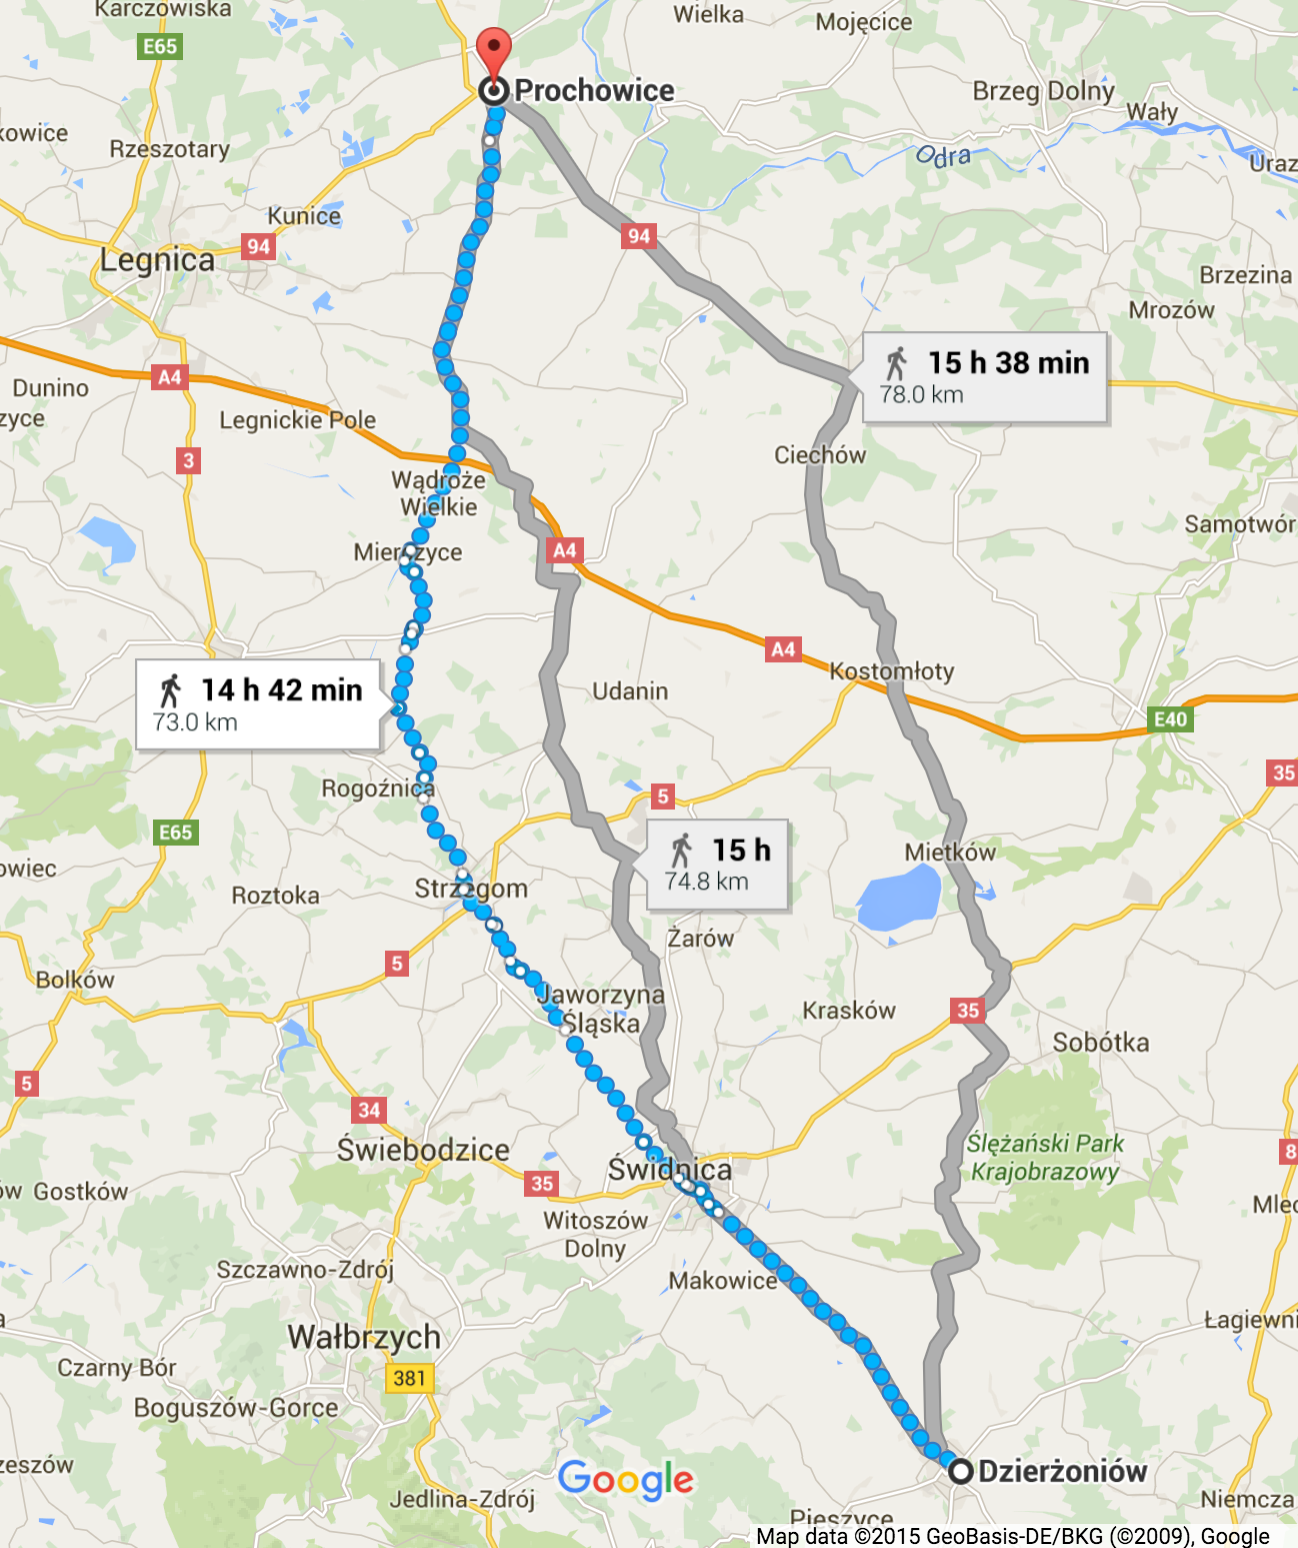 Karczowiska
Wielka
Mojęcice
E65
Prochowice
Brzeg Dolny
Wały
kowice
Rzeszotary
Odra
Uraz
Kunice
94
94
Legnica
Brzezina
Mrozów
15 h 38 min
78.0 km
A4
Dunino
zyce
Legnickie Pole
Ciechów
3
Wądroże
Wielkie
Samotwór
Mierzyce
A4
A4
Kostomłoty
14 h 42 min
73.0 km
Udanin
E40
Rogoźnica
5
35
E65
15 h
74.8 km
Mietków
owiec
Roztoka
Strzegom
Żarów
5
Bolków
Jaworzyna
Śląska
Krasków
35
Sobótka
5
34
Świebodzice
Ślężański Park
Krajobrazowy
8
Świdnica
35
ów Gostków
Mlec
Witoszów
Dolny
Szczawno-Zdrój
Makowice
Łagiewni
Wałbrzych
Czarny Bór
381
Boguszów-Gorce
zeszów
Google
Dzierżoniów
Jedlina-Zdrój
Niemcza
Pieszyce
Map data ©2015 GeoBasis-DE/BKG (©2009), Google